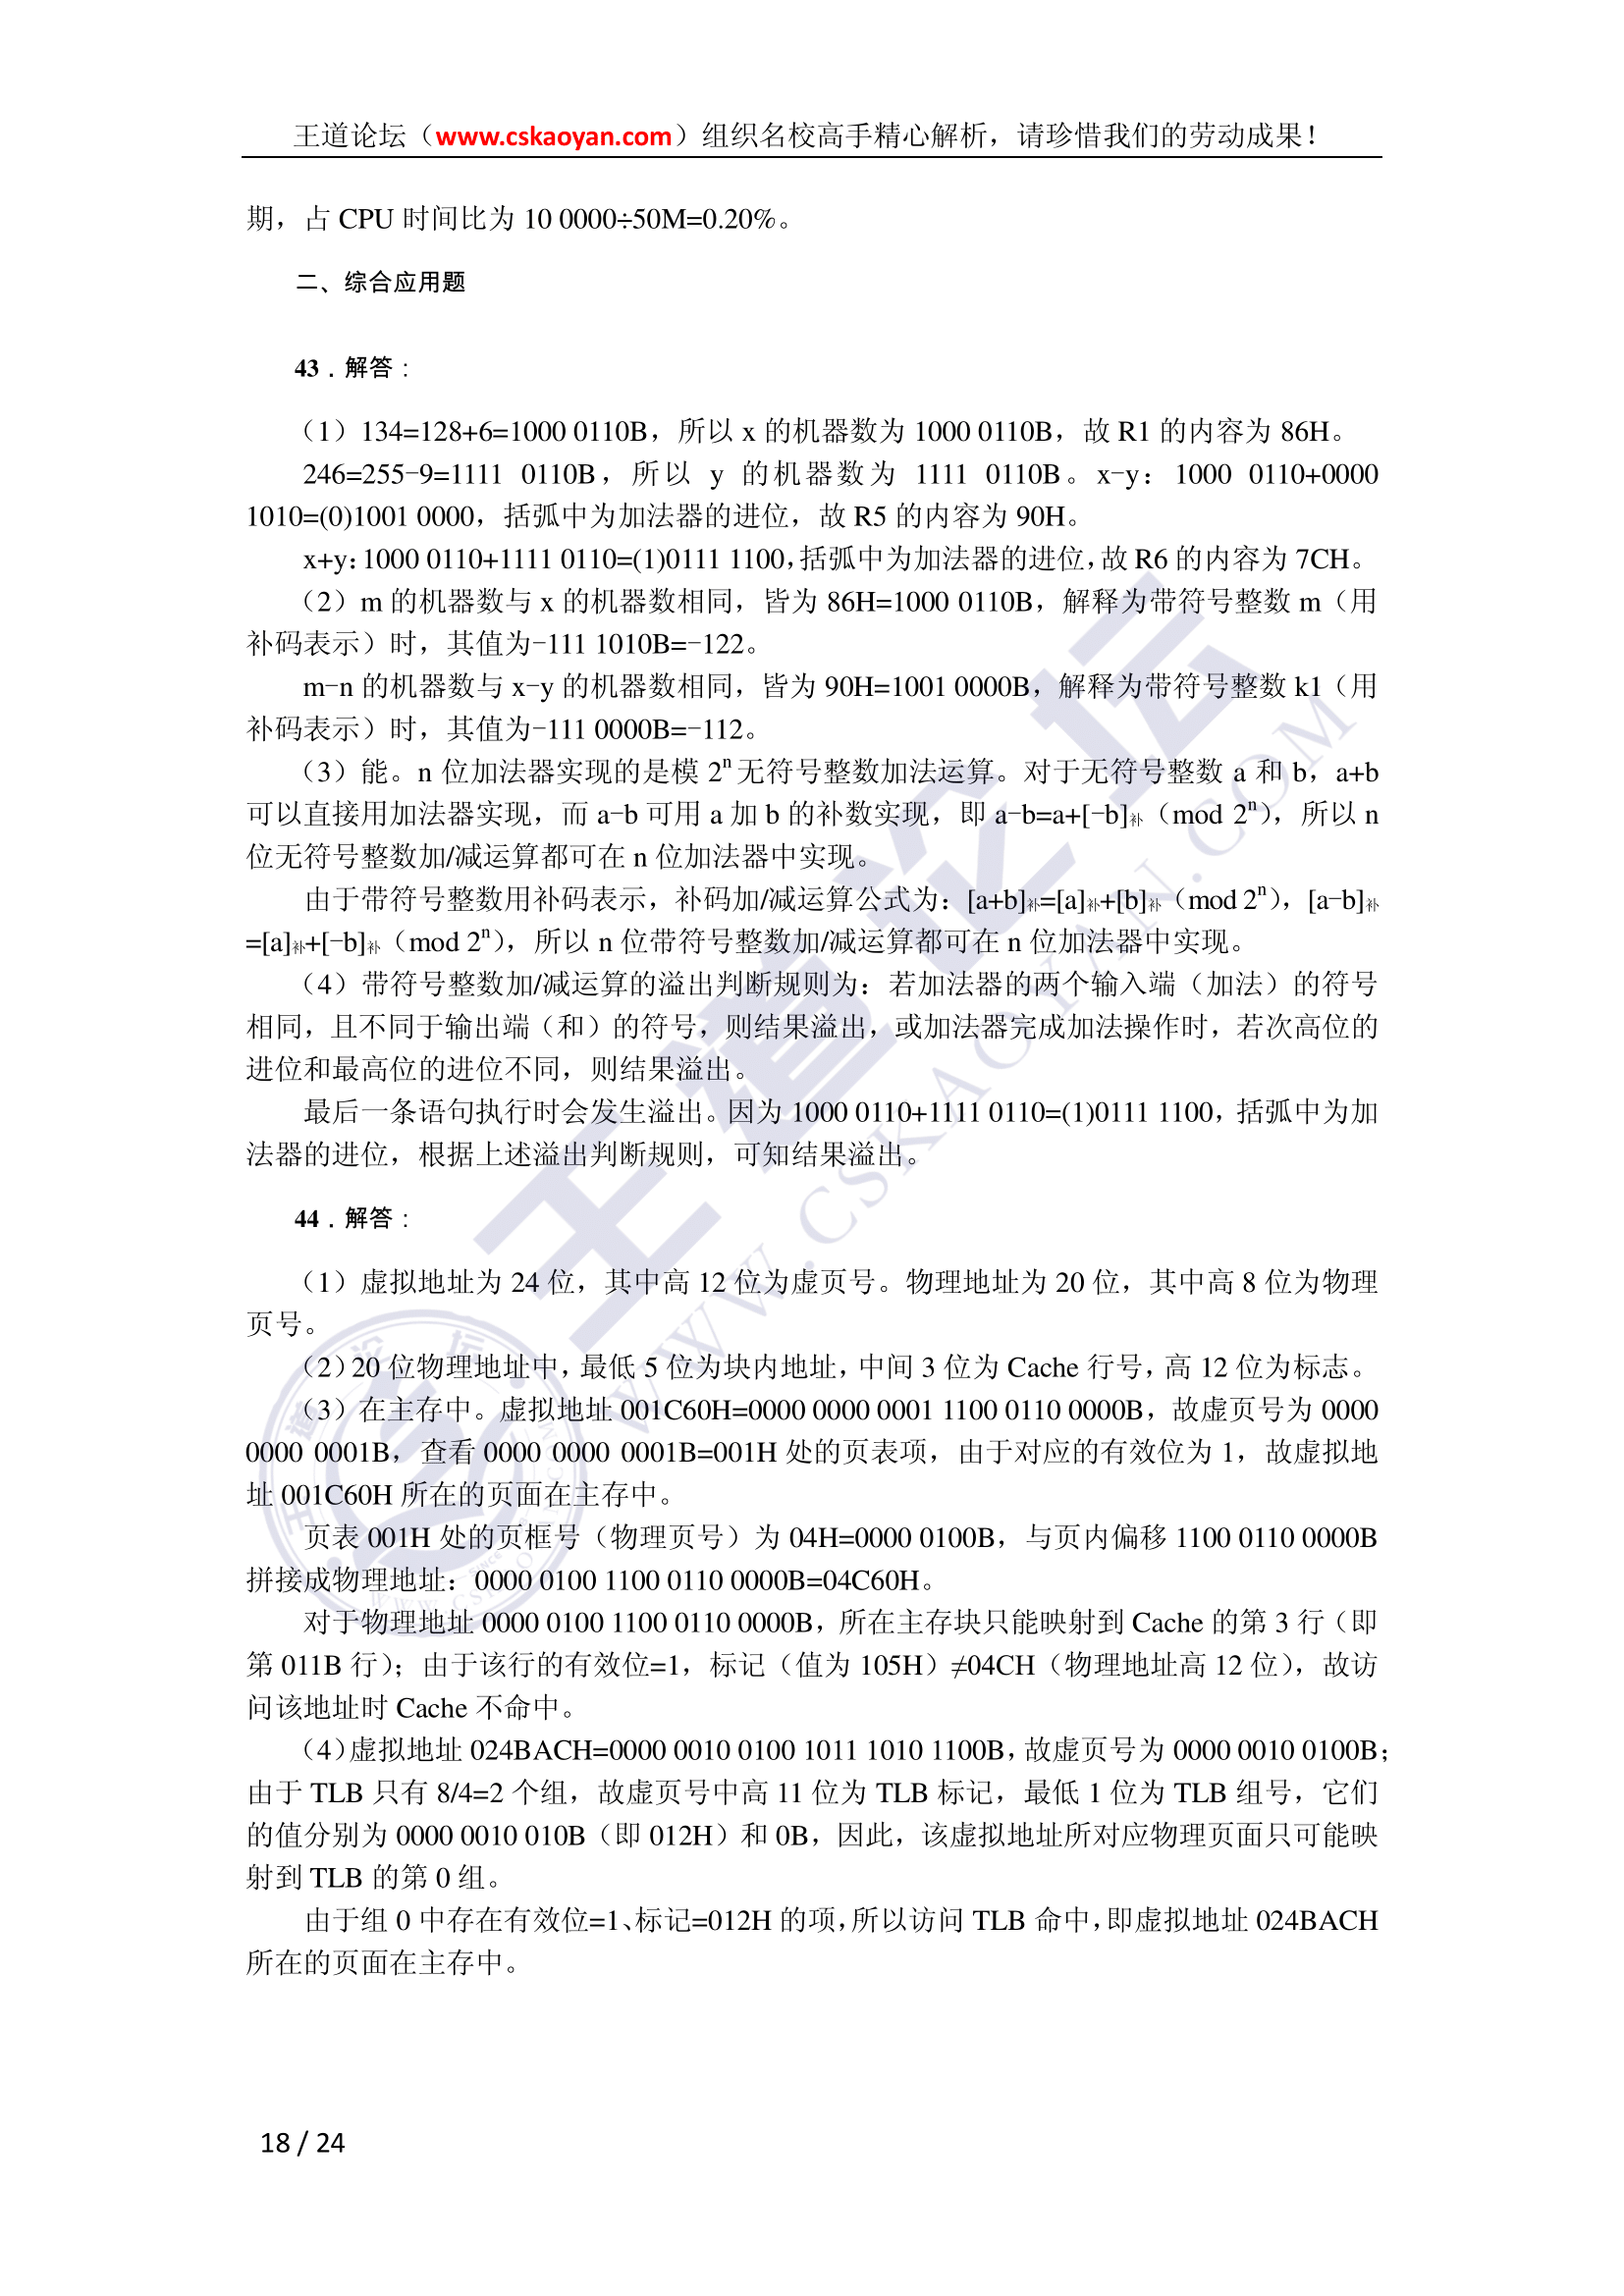 王道论坛（www.cskaoyan.com）组织名校高手精心解析，请珍惜我们的劳动成果！
期，占 CPU 时间比为 10 0000÷50M=0.20%。
二、综合应用题
43．解答：
（1）134=128+6=1000 0110B，所以 x 的机器数为 1000 0110B，故 R1 的内容为 86H。
246=255-9=1111 0110B，所以 y 的机器数为 1111 0110B。x-y：1000 0110+0000
1010=(0)1001 0000，括弧中为加法器的进位，故 R5 的内容为 90H。
x+y：1000 0110+1111 0110=(1)0111 1100，括弧中为加法器的进位，故 R6 的内容为 7CH。
（2）m 的机器数与 x 的机器数相同，皆为 86H=1000 0110B，解释为带符号整数 m（用
补码表示）时，其值为-111 1010B=-122。
m-n 的机器数与 x-y 的机器数相同，皆为 90H=1001 0000B，解释为带符号整数 k1（用
补码表示）时，其值为-111 0000B=-112。
（3）能。n 位加法器实现的是模 2ⁿ 无符号整数加法运算。对于无符号整数 a 和 b，a+b
可以直接用加法器实现，而 a-b 可用 a 加 b 的补数实现，即 a-b=a+[-b]补（mod 2ⁿ），所以 n
位无符号整数加/减运算都可在 n 位加法器中实现。
由于带符号整数用补码表示，补码加/减运算公式为：[a+b]补=[a]补+[b]补（mod 2ⁿ），[a-b]补
=[a]补+[-b]补（mod 2ⁿ），所以 n 位带符号整数加/减运算都可在 n 位加法器中实现。
（4）带符号整数加/减运算的溢出判断规则为：若加法器的两个输入端（加法）的符号
相同，且不同于输出端（和）的符号，则结果溢出，或加法器完成加法操作时，若次高位的
进位和最高位的进位不同，则结果溢出。
最后一条语句执行时会发生溢出。因为 1000 0110+1111 0110=(1)0111 1100，括弧中为加
法器的进位，根据上述溢出判断规则，可知结果溢出。
44．解答：
（1）虚拟地址为 24 位，其中高 12 位为虚页号。物理地址为 20 位，其中高 8 位为物理
页号。
（2）20 位物理地址中，最低 5 位为块内地址，中间 3 位为 Cache 行号，高 12 位为标志。
（3）在主存中。虚拟地址 001C60H=0000 0000 0001 1100 0110 0000B，故虚页号为 0000
0000 0001B，查看 0000 0000 0001B=001H 处的页表项，由于对应的有效位为 1，故虚拟地
址 001C60H 所在的页面在主存中。
页表 001H 处的页框号（物理页号）为 04H=0000 0100B，与页内偏移 1100 0110 0000B
拼接成物理地址：0000 0100 1100 0110 0000B=04C60H。
对于物理地址 0000 0100 1100 0110 0000B，所在主存块只能映射到 Cache 的第 3 行（即
第 011B 行）；由于该行的有效位=1，标记（值为 105H）≠04CH（物理地址高 12 位），故访
问该地址时 Cache 不命中。
（4）虚拟地址 024BACH=0000 0010 0100 1011 1010 1100B，故虚页号为 0000 0010 0100B；
由于 TLB 只有 8/4=2 个组，故虚页号中高 11 位为 TLB 标记，最低 1 位为 TLB 组号，它们
的值分别为 0000 0010 010B（即 012H）和 0B，因此，该虚拟地址所对应物理页面只可能映
射到 TLB 的第 0 组。
由于组 0 中存在有效位=1、标记=012H 的项，所以访问 TLB 命中，即虚拟地址 024BACH
所在的页面在主存中。
王道论坛
WWW.CSKAOYAN.COM
18 / 24